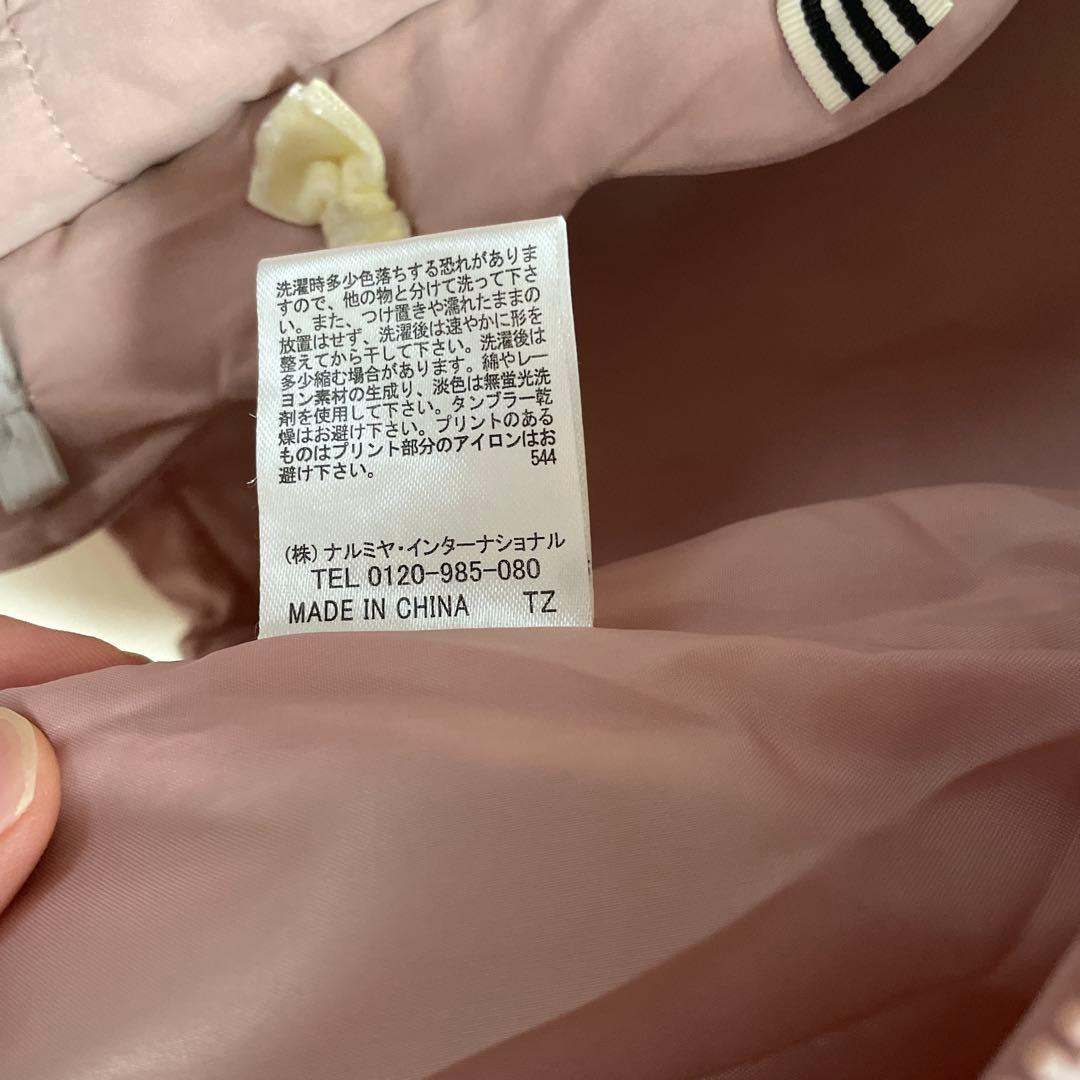 洗濯時多少色落ちする恐れがありま
すので、他の物と分けて洗って下さ
い。また、つけ置きや濡れたままの
放置はせず、洗濯後は速やかに形を
整えてから干して下さい。洗濯後は
多少縮む場合があります。綿やレー
ヨン素材の生成り、淡色は無蛍光洗
剤を使用して下さい。タンブラー乾
燥はお避け下さい。プリントのある
ものはプリント部分のアイロンはお
避け下さい。 544
(株)ナルミヤ・インターナショナル
TEL 0120-985-080
MADE IN CHINA TZ